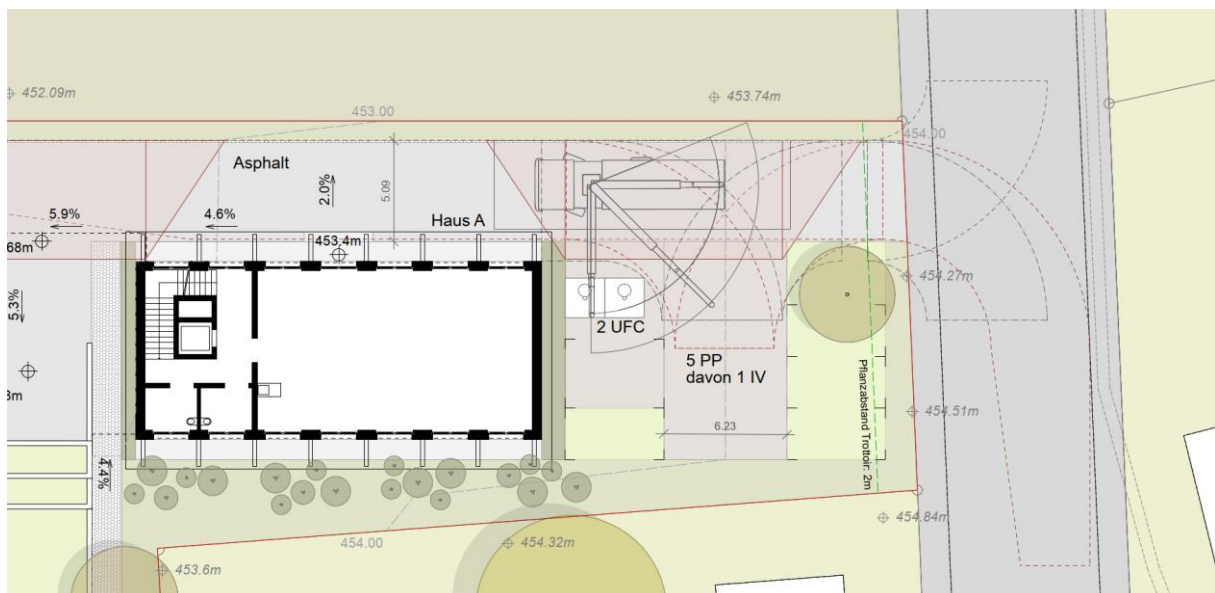 452.09m
453.74m
453.00
454.00
Asphalt
5.09
2.0%
5.9%
4.6%
Haus A
68m
453.4m
454.27m
5.3%
2 UFC
5 PP
davon 1 IV
Pflanzabstand Trottoir: 2m
3m
454.51m
6.23
4.4%
454.84m
454.00
454.32m
453.6m